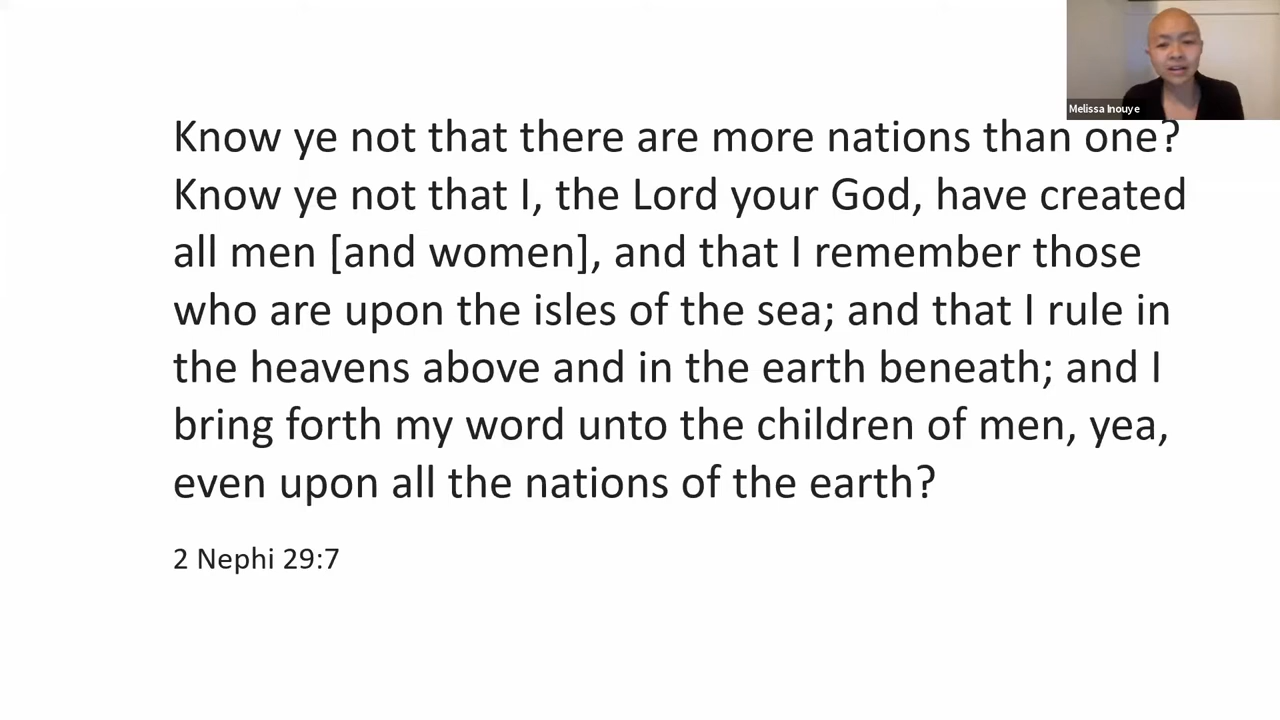 Melissa Inouye
Know ye not that there are more nations than one?
Know ye not that I, the Lord your God, have created
all men [and women], and that I remember those
who are upon the isles of the sea; and that I rule in
the heavens above and in the earth beneath; and I
bring forth my word unto the children of men, yea,
even upon all the nations of the earth?
2 Nephi 29:7